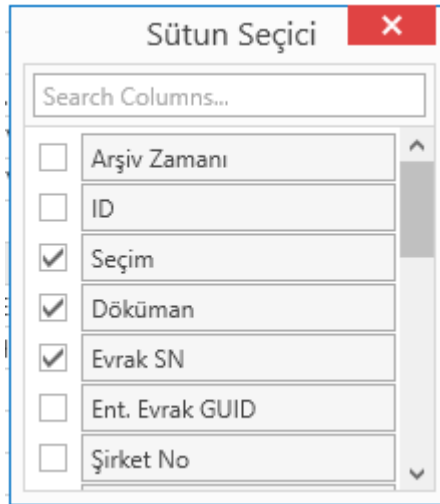 Sütun Seçici
Search Columns...
Arşiv Zamanı
ID
Seçim
Döküman
Evrak SN
Ent. Evrak GUID
Şirket No